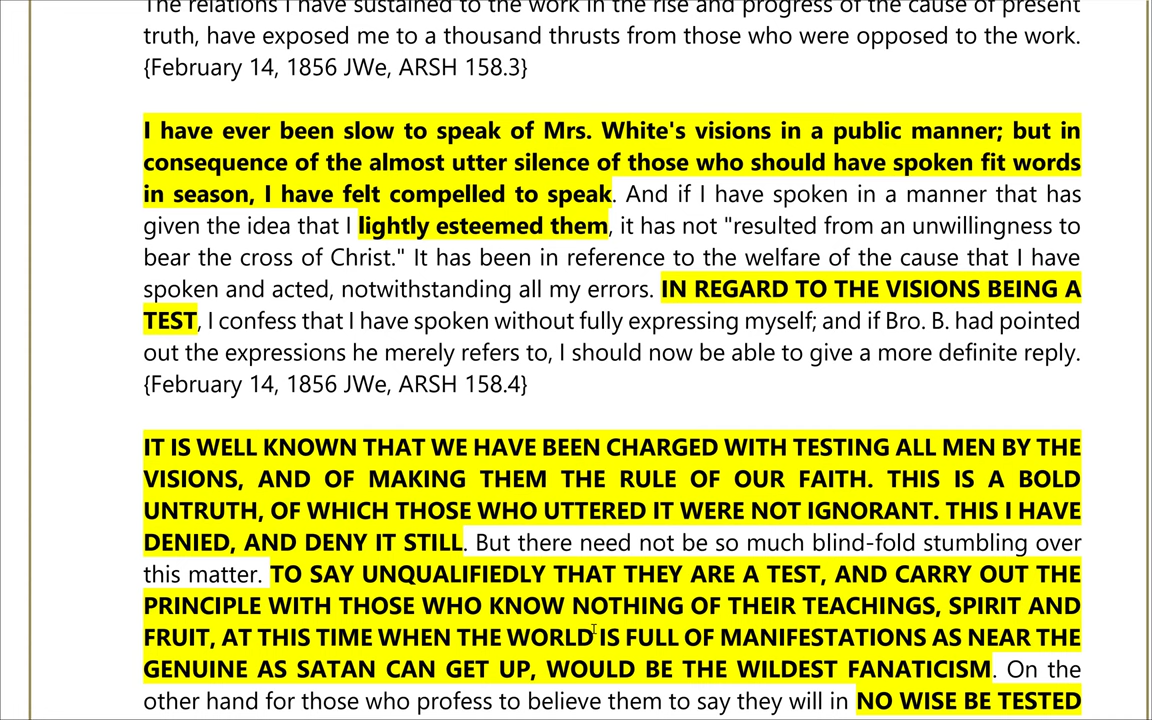 The relations I have sustained to the work in the rise and progress of the cause of present
truth, have exposed me to a thousand thrusts from those who were opposed to the work.
{February 14, 1856 JWe, ARSH 158.3}
I have ever been slow to speak of Mrs. White's visions in a public manner; but in
consequence of the almost utter silence of those who should have spoken fit words
in season, I have felt compelled to speak. And if I have spoken in a manner that has
given the idea that I lightly esteemed them, it has not "resulted from an unwillingness to
bear the cross of Christ." It has been in reference to the welfare of the cause that I have
spoken and acted, notwithstanding all my errors. IN REGARD TO THE VISIONS BEING A
TEST, I confess that I have spoken without fully expressing myself; and if Bro. B. had pointed
out the expressions he merely refers to, I should now be able to give a more definite reply.
{February 14, 1856 JWe, ARSH 158.4}
IT IS WELL KNOWN THAT WE HAVE BEEN CHARGED WITH TESTING ALL MEN BY THE
VISIONS, AND OF MAKING THEM THE RULE OF OUR FAITH. THIS IS A BOLD
UNTRUTH, OF WHICH THOSE WHO UTTERED IT WERE NOT IGNORANT. THIS I HAVE
DENIED, AND DENY IT STILL. But there need not be so much blind-fold stumbling over
this matter. TO SAY UNQUALIFIEDLY THAT THEY ARE A TEST, AND CARRY OUT THE
PRINCIPLE WITH THOSE WHO KNOW NOTHING OF THEIR TEACHINGS, SPIRIT AND
FRUIT, AT THIS TIME WHEN THE WORLD IS FULL OF MANIFESTATIONS AS NEAR THE
GENUINE AS SATAN CAN GET UP, WOULD BE THE WILDEST FANATICISM. On the
other hand for those who profess to believe them to say they will in NO WISE BE TESTED